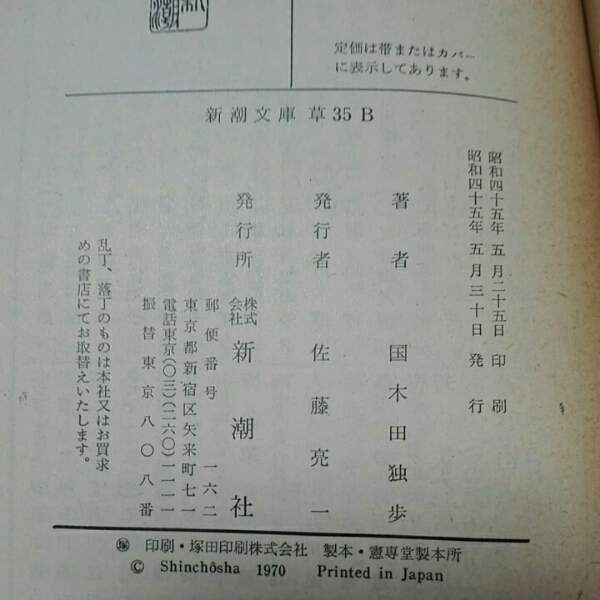 定価は帯またはカバー
に表示してあります。
新潮文庫 草35B
昭和四十五年 五月二十五日 印刷
昭和四十五年 五月三十日 発行
著者 国木田独歩
発行者 佐藤亮一
発行所 株式会社 新潮社
郵便番号 一六二
東京都新宿区矢来町七一
電話東京(〇三)(二六〇)一一一一
振替東京八〇八番
乱丁、落丁のものは本社又はお買求
めの書店にてお取替えいたします。
印刷・塚田印刷株式会社 製本・憲専堂製本所
© Shinchôsha 1970 Printed in Japan